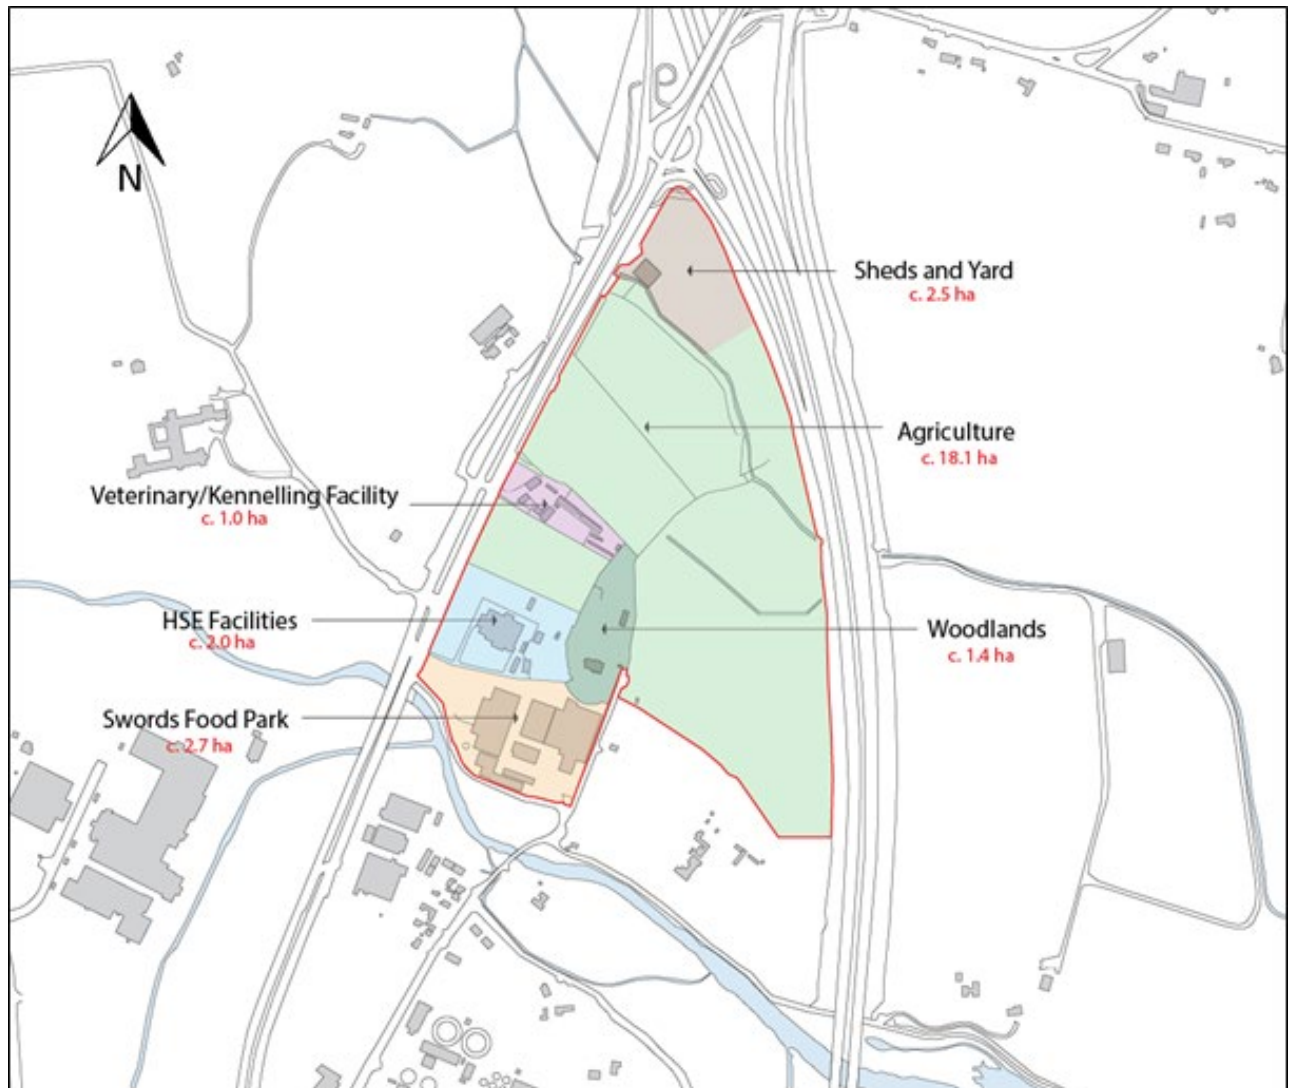 N
Sheds and Yard
c. 2.5 ha
Agriculture
c. 18.1 ha
Veterinary/Kennelling Facility
c. 1.0 ha
HSE Facilities
c. 2.0 ha
Woodlands
c. 1.4 ha
Swords Food Park
c. 2.7 ha